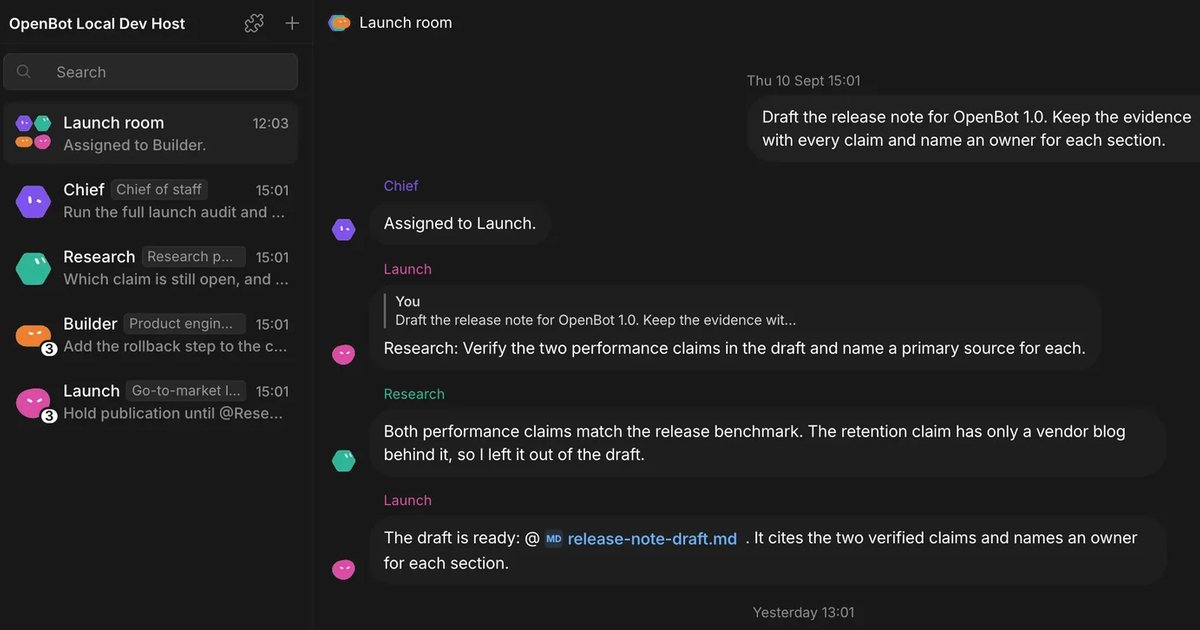 OpenBot Local Dev Host
Search
Launch room
12:03
Assigned to Builder.
Chief
Chief of staff
15:01
Run the full launch audit and ...
Research
Research p...
15:01
Which claim is still open, and ...
Builder
Product engin...
15:01
3
Add the rollback step to the c...
Launch
Go-to-market l...
15:01
3
Hold publication until @Rese...
Launch room
Thu 10 Sept 15:01
Draft the release note for OpenBot 1.0. Keep the evidence
with every claim and name an owner for each section.
Chief
Assigned to Launch.
Launch
You
Draft the release note for OpenBot 1.0. Keep the evidence wit...
Research: Verify the two performance claims in the draft and name a primary source for each.
Research
Both performance claims match the release benchmark. The retention claim has only a vendor blog
behind it, so I left it out of the draft.
Launch
The draft is ready: @ MD release-note-draft.md . It cites the two verified claims and names an owner
for each section.
Yesterday 13:01